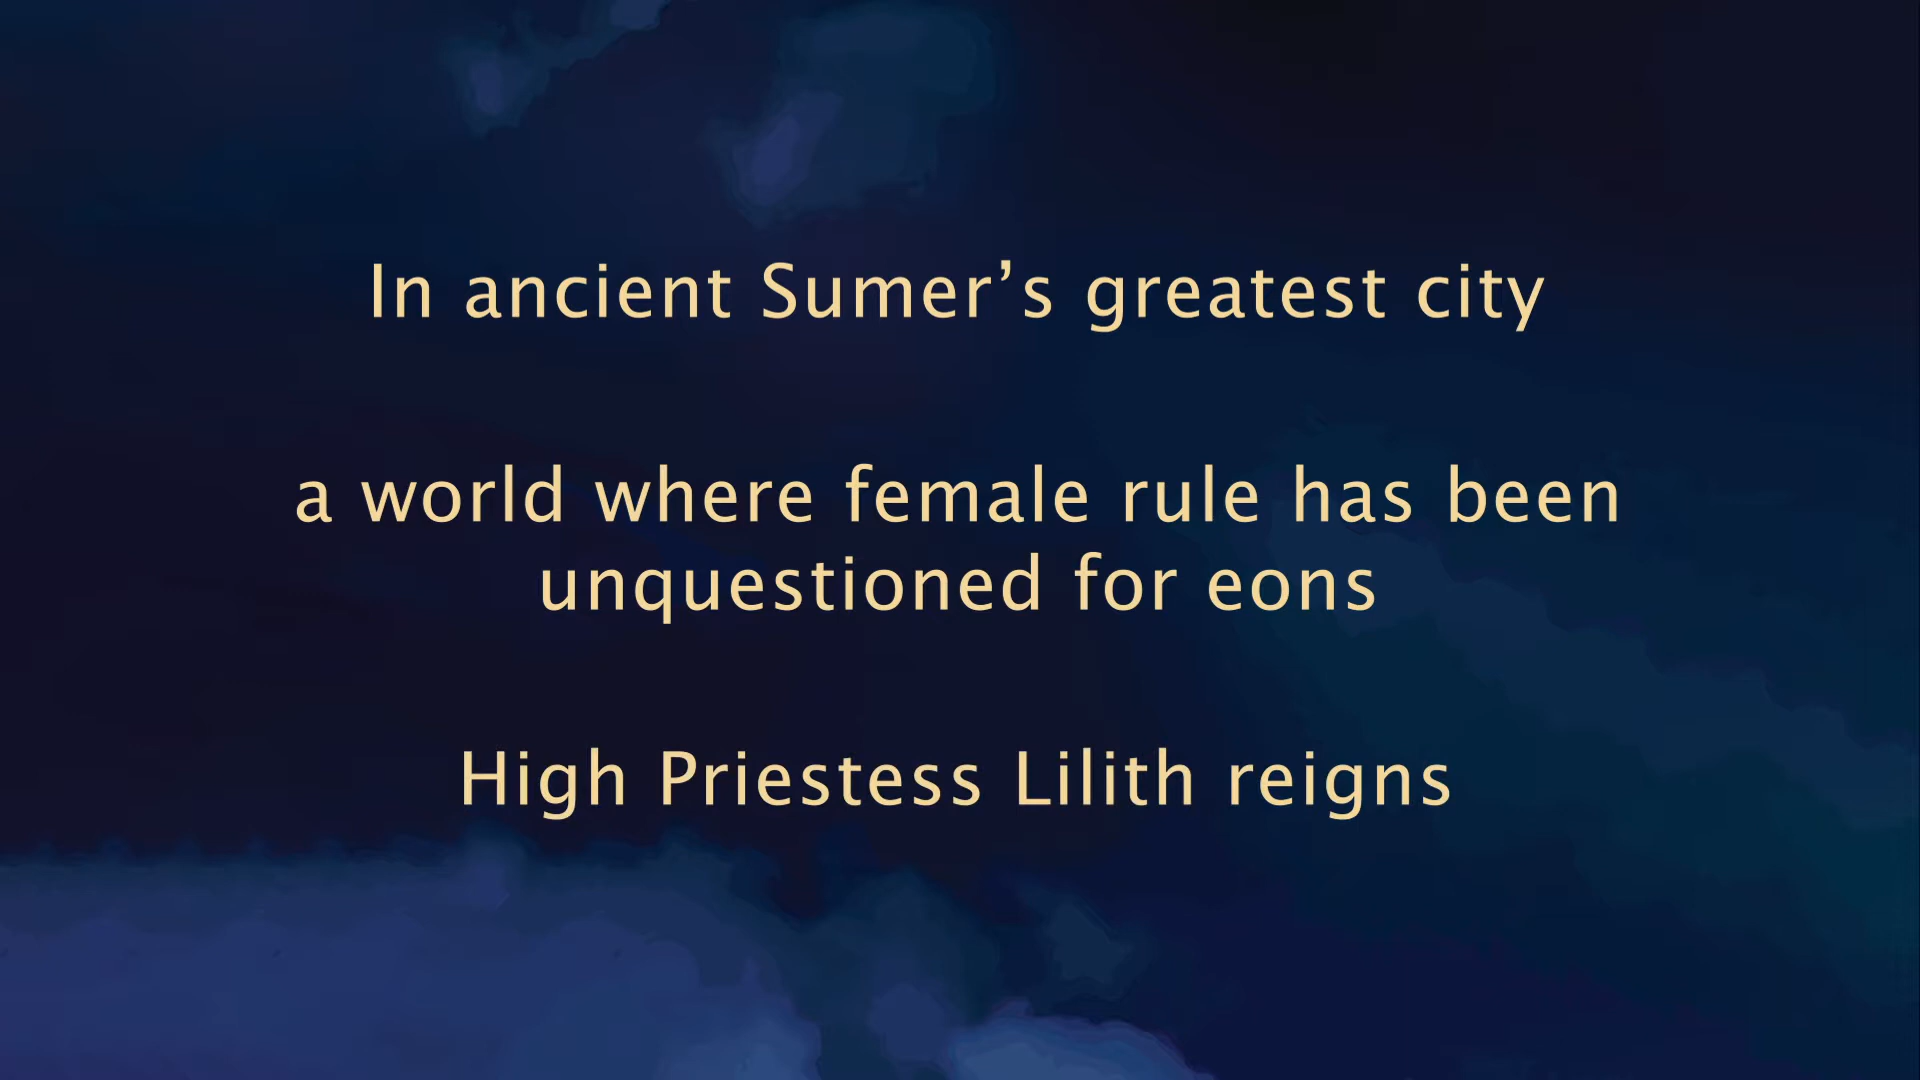 In ancient Sumer’s greatest city
a world where female rule has been
unquestioned for eons
High Priestess Lilith reigns